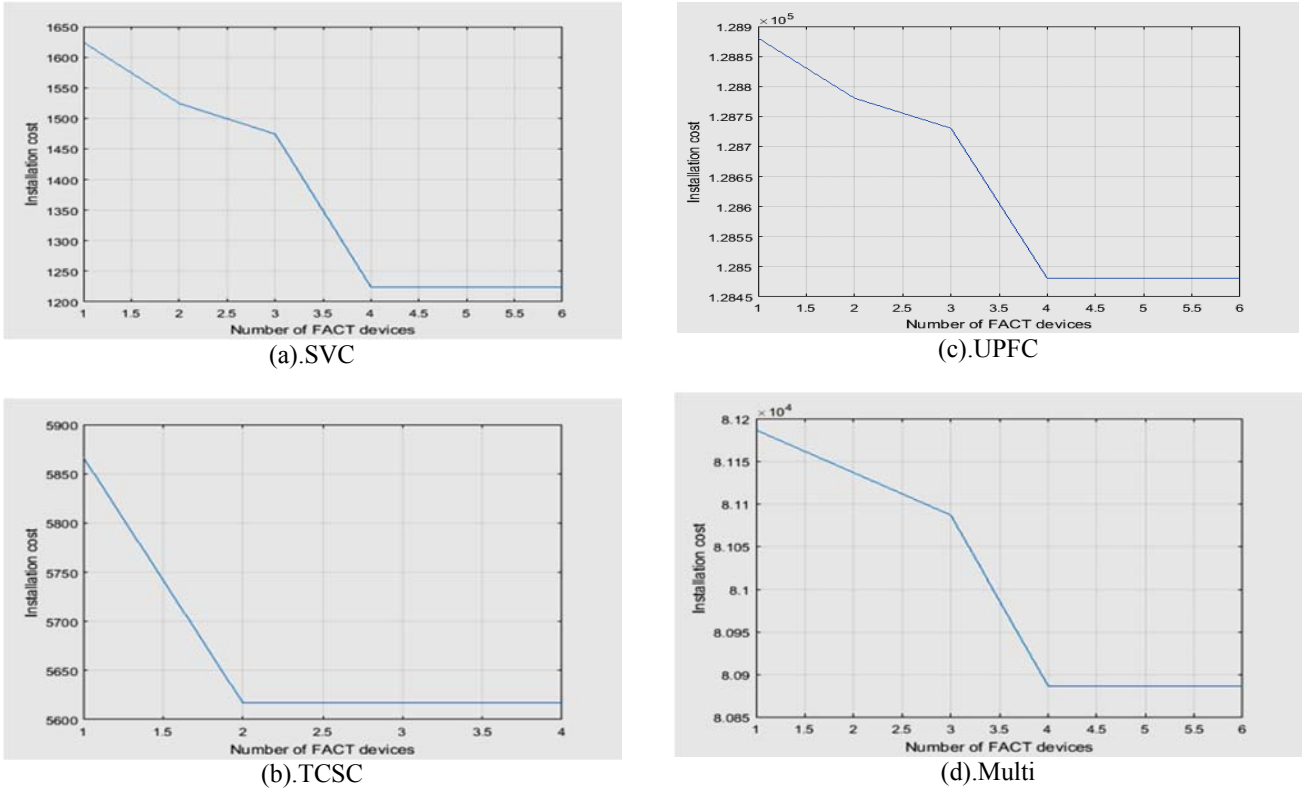 1650
1600
1550
1500
1450
1400
1350
1300
1250
1200
Installation cost
1 1.5 2 2.5 3 3.5 4 4.5 5 5.5 6
Number of FACT devices
(a).SVC
× 10^5
1.289
1.2885
1.288
1.2875
1.287
1.2865
1.286
1.2855
1.285
1.2845
Installation cost
1 1.5 2 2.5 3 3.5 4 4.5 5 5.5 6
Number of FACT devices
(c).UPFC
5900
5850
5800
5750
5700
5650
5600
Installation cost
1 1.5 2 2.5 3 3.5 4
Number of FACT devices
(b).TCSC
× 10^4
8.12
8.115
8.11
8.105
8.1
8.095
8.09
8.085
Installation cost
1 1.5 2 2.5 3 3.5 4 4.5 5 5.5 6
Number of FACT devices
(d).Multi